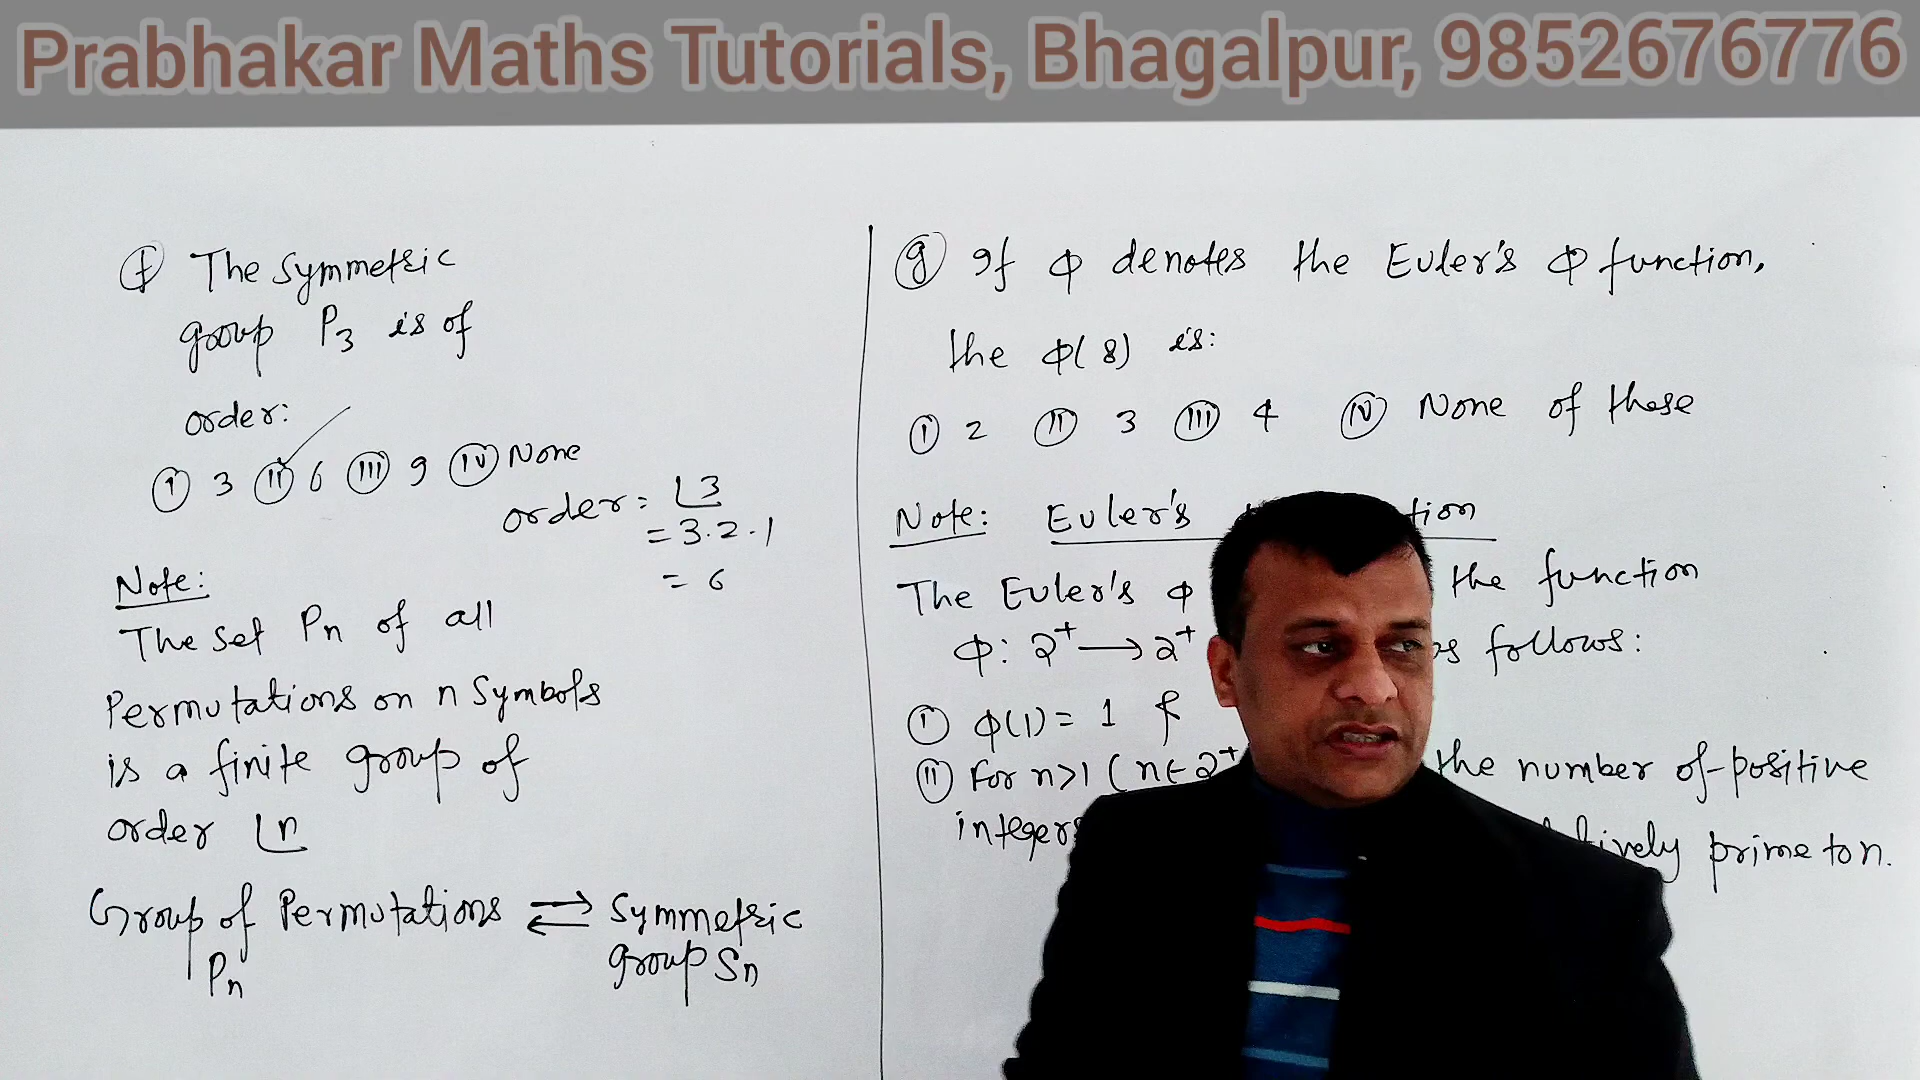 Prabhakar Maths Tutorials, Bhagalpur, 9852676776
(f) The Symmetric
group P₃ is of
order:
(I) 3 (II) 6 (III) 9 (IV) None
order = ⌊3
= 3.2.1
= 6
Note:
The set Pn of all
Permutations on n Symbols
is a finite group of
order ⌊n
Group of Permutations ⇌ Symmetric
Pn group Sn
(g) If φ denotes the Euler's φ function,
the φ(8) is:
(I) 2 (II) 3 (III) 4 (IV) None of these
Note: Euler's
The Euler's φ the function
φ: Z⁺ → Z⁺ as follows:
(I) φ(1) = 1 &
(II) For n>1 (n∈Z⁺ the number of positive
integers prime to n.